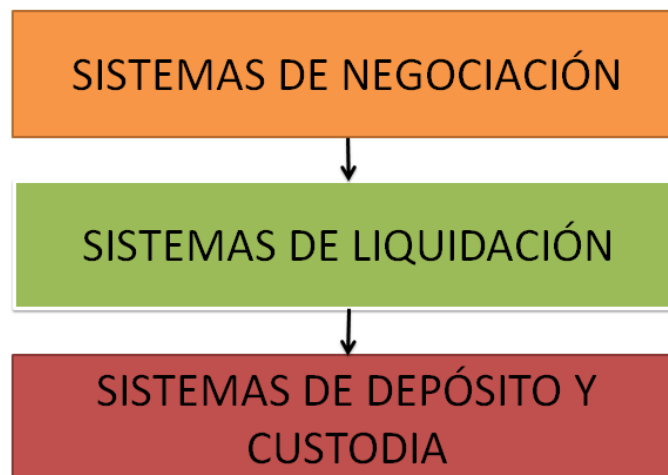 SISTEMAS DE NEGOCIACIÓN
SISTEMAS DE LIQUIDACIÓN
SISTEMAS DE DEPÓSITO Y
CUSTODIA